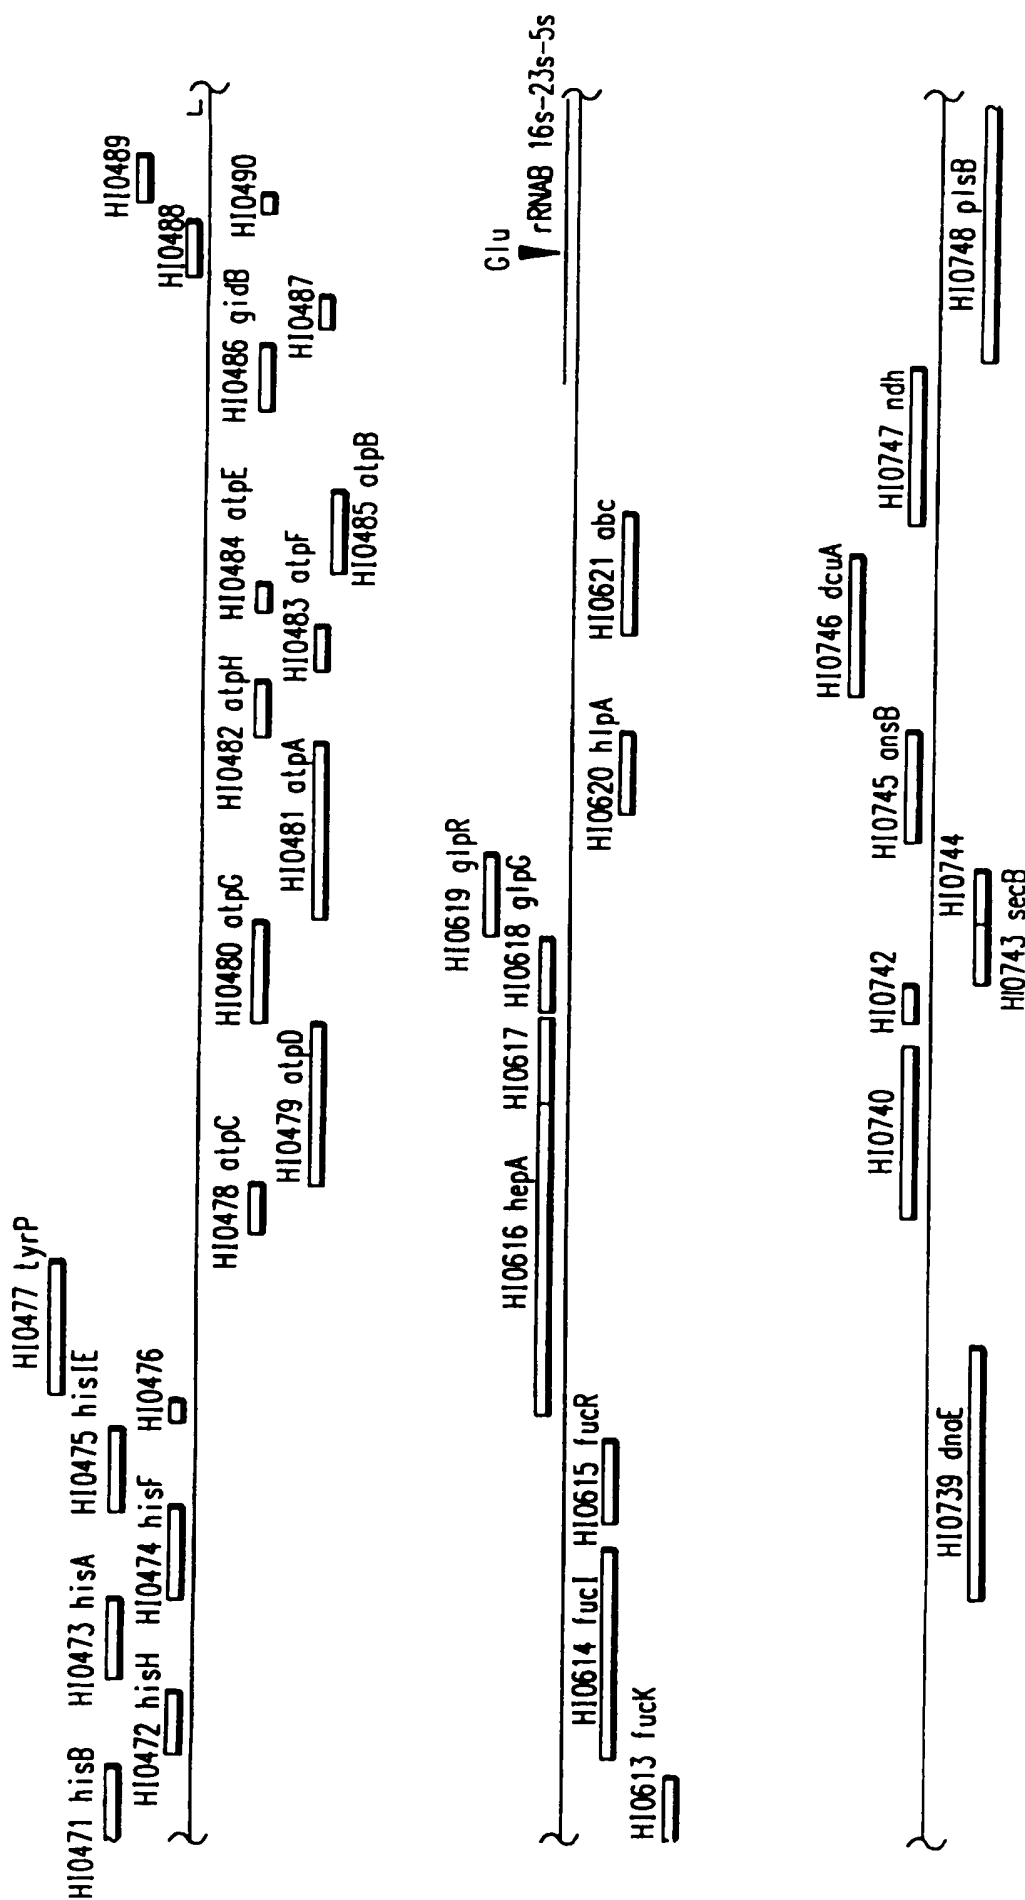 HI0471 hisB
HI0472 hisH
HI0473 hisA
HI0474 hisF
HI0475 hisIE
HI0476
HI0477 tyrP
HI0478 atpC
HI0479 atpD
HI0480 atpG
HI0481 atpA
HI0482 atpH
HI0483 atpF
HI0484 atpE
HI0485 atpB
HI0486 gidB
HI0487
HI0488
HI0489
HI0490
L
HI0613 fucK
HI0614 fucI
HI0615 fucR
HI0616 hepA
HI0617
HI0618 glpG
HI0619 glpR
HI0620 hlpA
HI0621 abc
Glu
rRNAB 16s-23s-5s
HI0739 dnaE
HI0740
HI0742
HI0743 secB
HI0744
HI0745 ansB
HI0746 dcuA
HI0747 ndh
HI0748 plsB